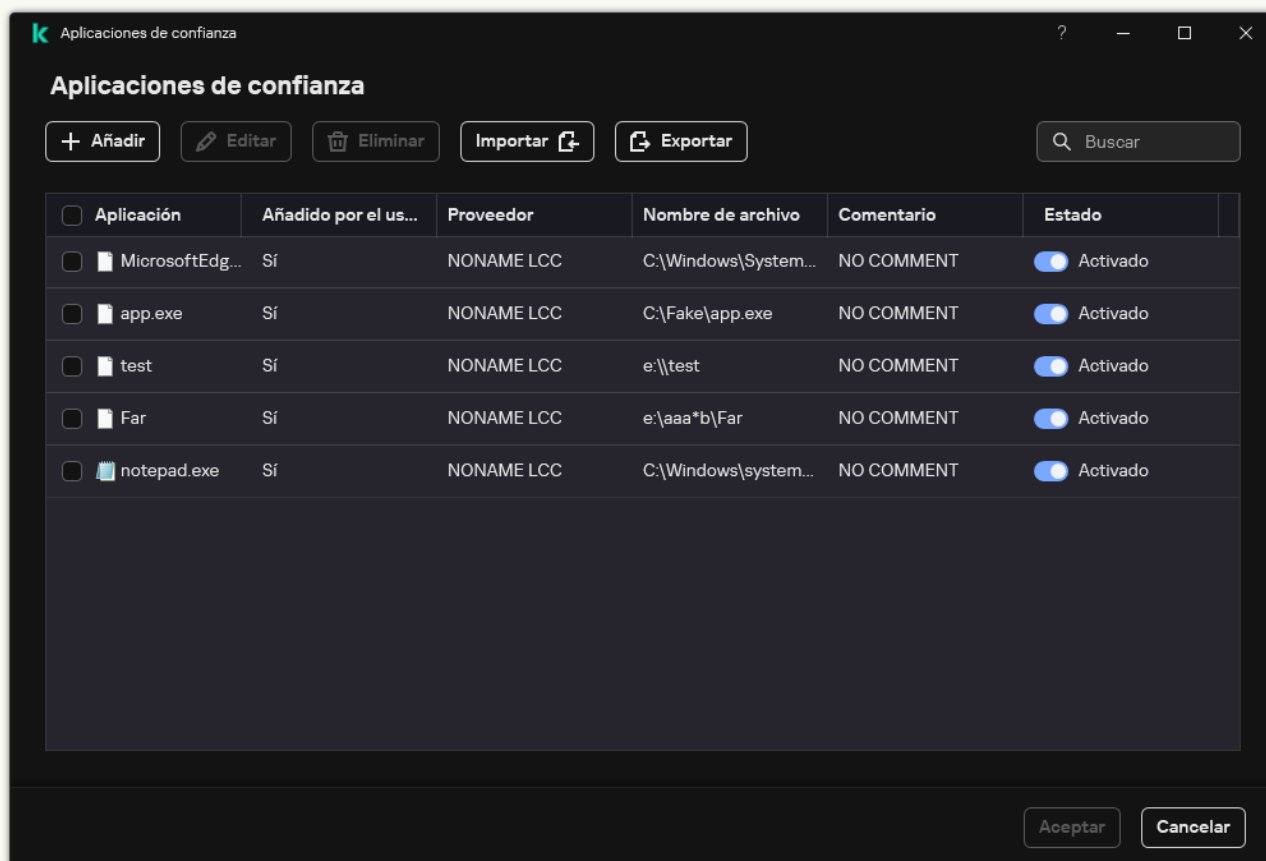 Aplicaciones de confianza
Aplicaciones de confianza
Añadir Editar Eliminar Importar Exportar Buscar
Aplicación Añadido por el us... Proveedor Nombre de archivo Comentario Estado
MicrosoftEdg... Sí NONAME LCC C:\Windows\System... NO COMMENT Activado
app.exe Sí NONAME LCC C:\Fake\app.exe NO COMMENT Activado
test Sí NONAME LCC e:\\test NO COMMENT Activado
Far Sí NONAME LCC e:\aaa*b\Far NO COMMENT Activado
notepad.exe Sí NONAME LCC C:\Windows\system... NO COMMENT Activado
Aceptar Cancelar